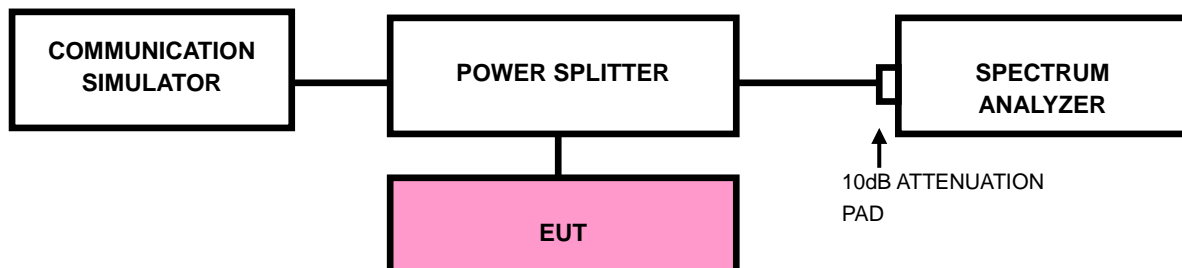 COMMUNICATION
SIMULATOR
POWER SPLITTER
SPECTRUM
ANALYZER
10dB ATTENUATION
PAD
EUT